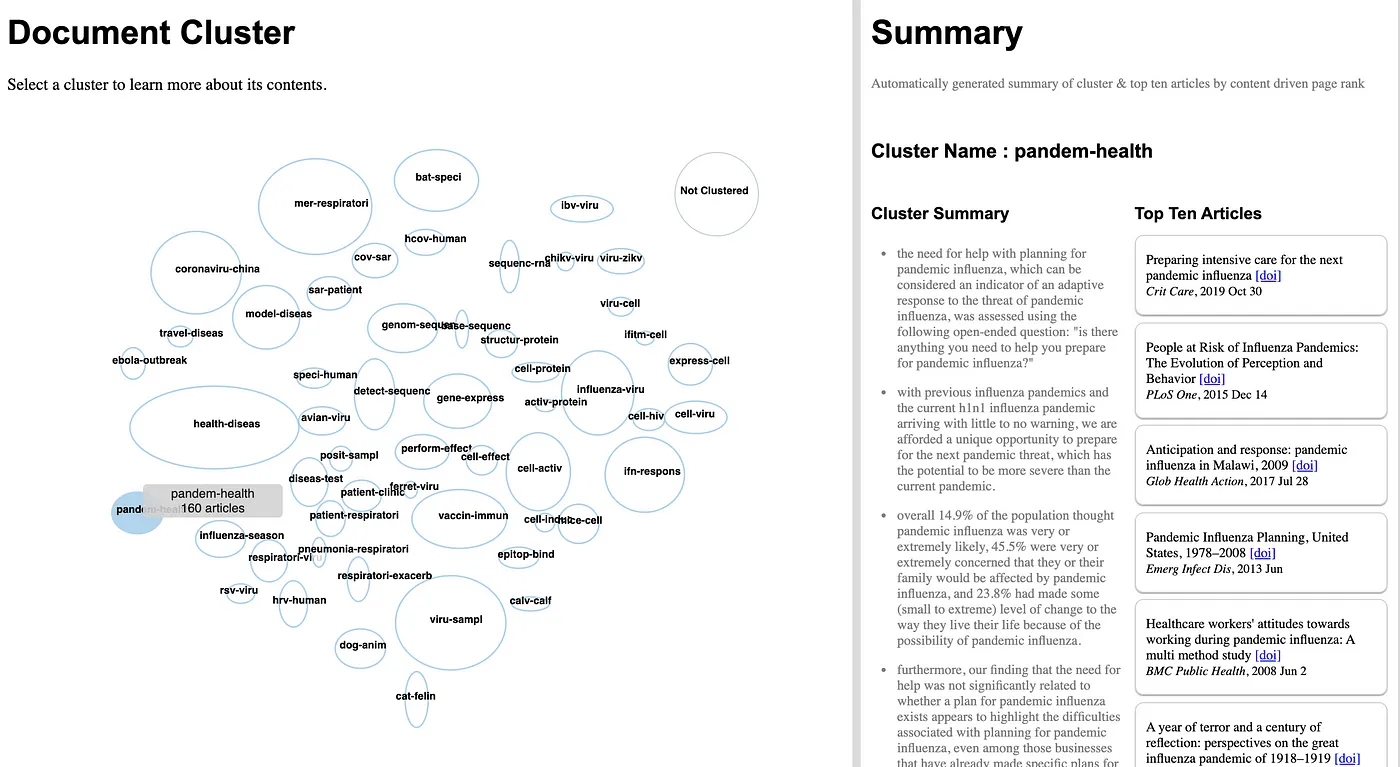 Document Cluster
Select a cluster to learn more about its contents.
bat-speci
mer-respiratori
Not Clustered
ibv-viru
hcov-human
cov-sar
sequenc-rna
chikv-viru
viru-zikv
coronaviru-china
sar-patient
viru-cell
model-diseas
genom-sequenc
base-sequenc
travel-diseas
structur-protein
ifitm-cell
ebola-outbreak
express-cell
speci-human
cell-protein
detect-sequenc
influenza-viru
gene-express
activ-protein
avian-viru
cell-hiv
cell-viru
health-diseas
posit-sampl
perform-effect
cell-effect
cell-activ
ifn-respons
disease-test
ferret-viru
patient-clinic
pandem-health
160 articles
pandem-health
patient-respiratori
vaccin-immun
mice-cell
influenza-season
pneumonia-respiratori
respiratori-viru
epitop-bind
respiratori-exacerb
rsv-viru
hrv-human
calv-calf
viru-sampl
dog-anim
cat-felin
Summary
Automatically generated summary of cluster & top ten articles by content driven page rank
Cluster Name : pandem-health
Cluster Summary
the need for help with planning for
pandemic influenza, which can be
considered an indicator of an adaptive
response to the threat of pandemic
influenza, was assessed using the
following open-ended question: "is there
anything you need to help you prepare
for pandemic influenza?"
with previous influenza pandemics and
the current h1n1 influenza pandemic
arriving with little to no warning, we are
afforded a unique opportunity to prepare
for the next pandemic threat, which has
the potential to be more severe than the
current pandemic.
overall 14.9% of the population thought
pandemic influenza was very or
extremely likely, 45.5% were very or
extremely concerned that they or their
family would be affected by pandemic
influenza, and 23.8% had made some
(small to extreme) level of change to the
way they live their life because of the
possibility of pandemic influenza.
furthermore, our finding that the need for
help was not significantly related to
whether a plan for pandemic influenza
exists appears to highlight the difficulties
associated with planning for pandemic
influenza, even among those businesses
that have already made specific plans for
Top Ten Articles
Preparing intensive care for the next
pandemic influenza [doi]
Crit Care, 2019 Oct 30
People at Risk of Influenza Pandemics:
The Evolution of Perception and
Behavior [doi]
PLoS One, 2015 Dec 14
Anticipation and response: pandemic
influenza in Malawi, 2009 [doi]
Glob Health Action, 2017 Jul 28
Pandemic Influenza Planning, United
States, 1978–2008 [doi]
Emerg Infect Dis, 2013 Jun
Healthcare workers' attitudes towards
working during pandemic influenza: A
multi method study [doi]
BMC Public Health, 2008 Jun 2
A year of terror and a century of
reflection: perspectives on the great
influenza pandemic of 1918–1919 [doi]